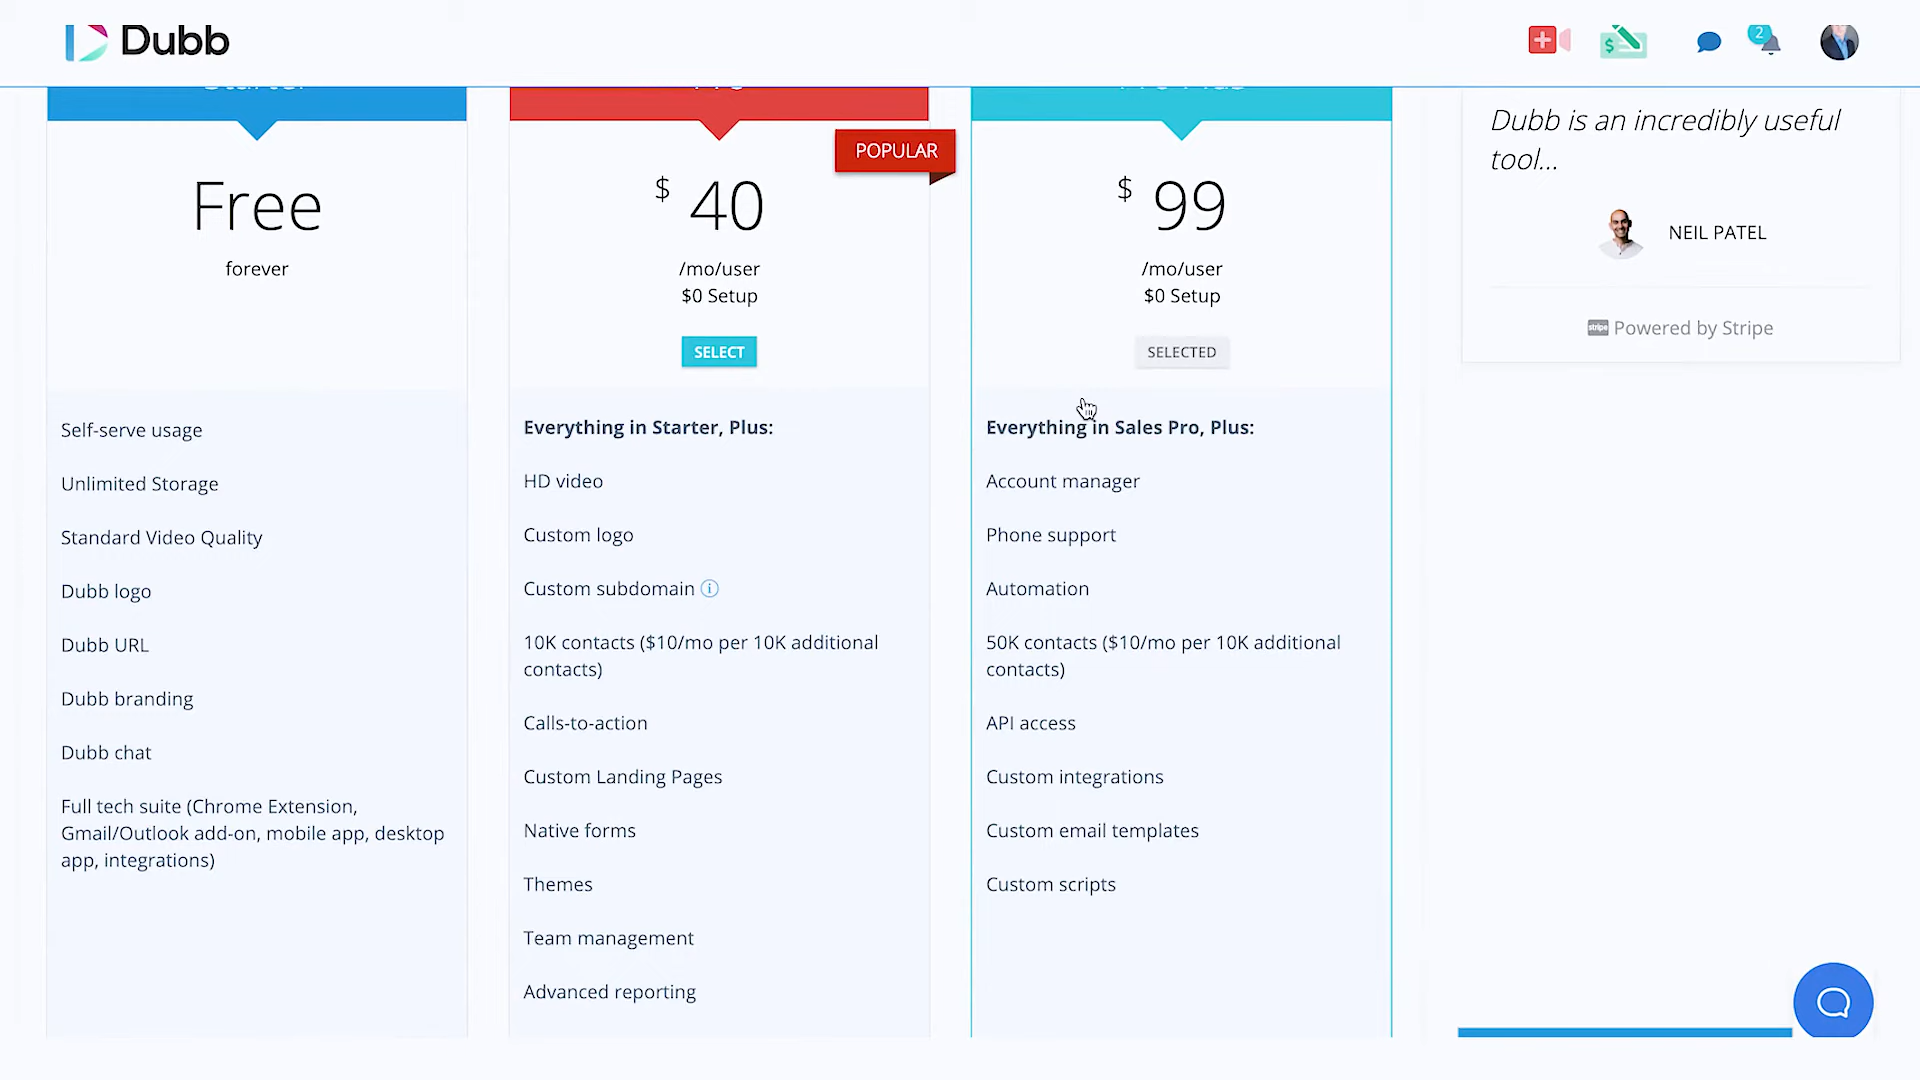 Dubb
2
Starter
Pro
Pro Plus
Free
forever
POPULAR
$ 40
/mo/user
$0 Setup
SELECT
$ 99
/mo/user
$0 Setup
SELECTED
Dubb is an incredibly useful
tool...
NEIL PATEL
stripe Powered by Stripe
Self-serve usage
Unlimited Storage
Standard Video Quality
Dubb logo
Dubb URL
Dubb branding
Dubb chat
Full tech suite (Chrome Extension,
Gmail/Outlook add-on, mobile app, desktop
app, integrations)
Everything in Starter, Plus:
HD video
Custom logo
Custom subdomain
10K contacts ($10/mo per 10K additional
contacts)
Calls-to-action
Custom Landing Pages
Native forms
Themes
Team management
Advanced reporting
Everything in Sales Pro, Plus:
Account manager
Phone support
Automation
50K contacts ($10/mo per 10K additional
contacts)
API access
Custom integrations
Custom email templates
Custom scripts